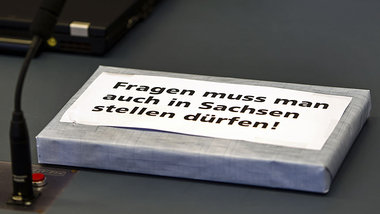 Fragen muss man
auch in Sachsen
stellen dürfen!